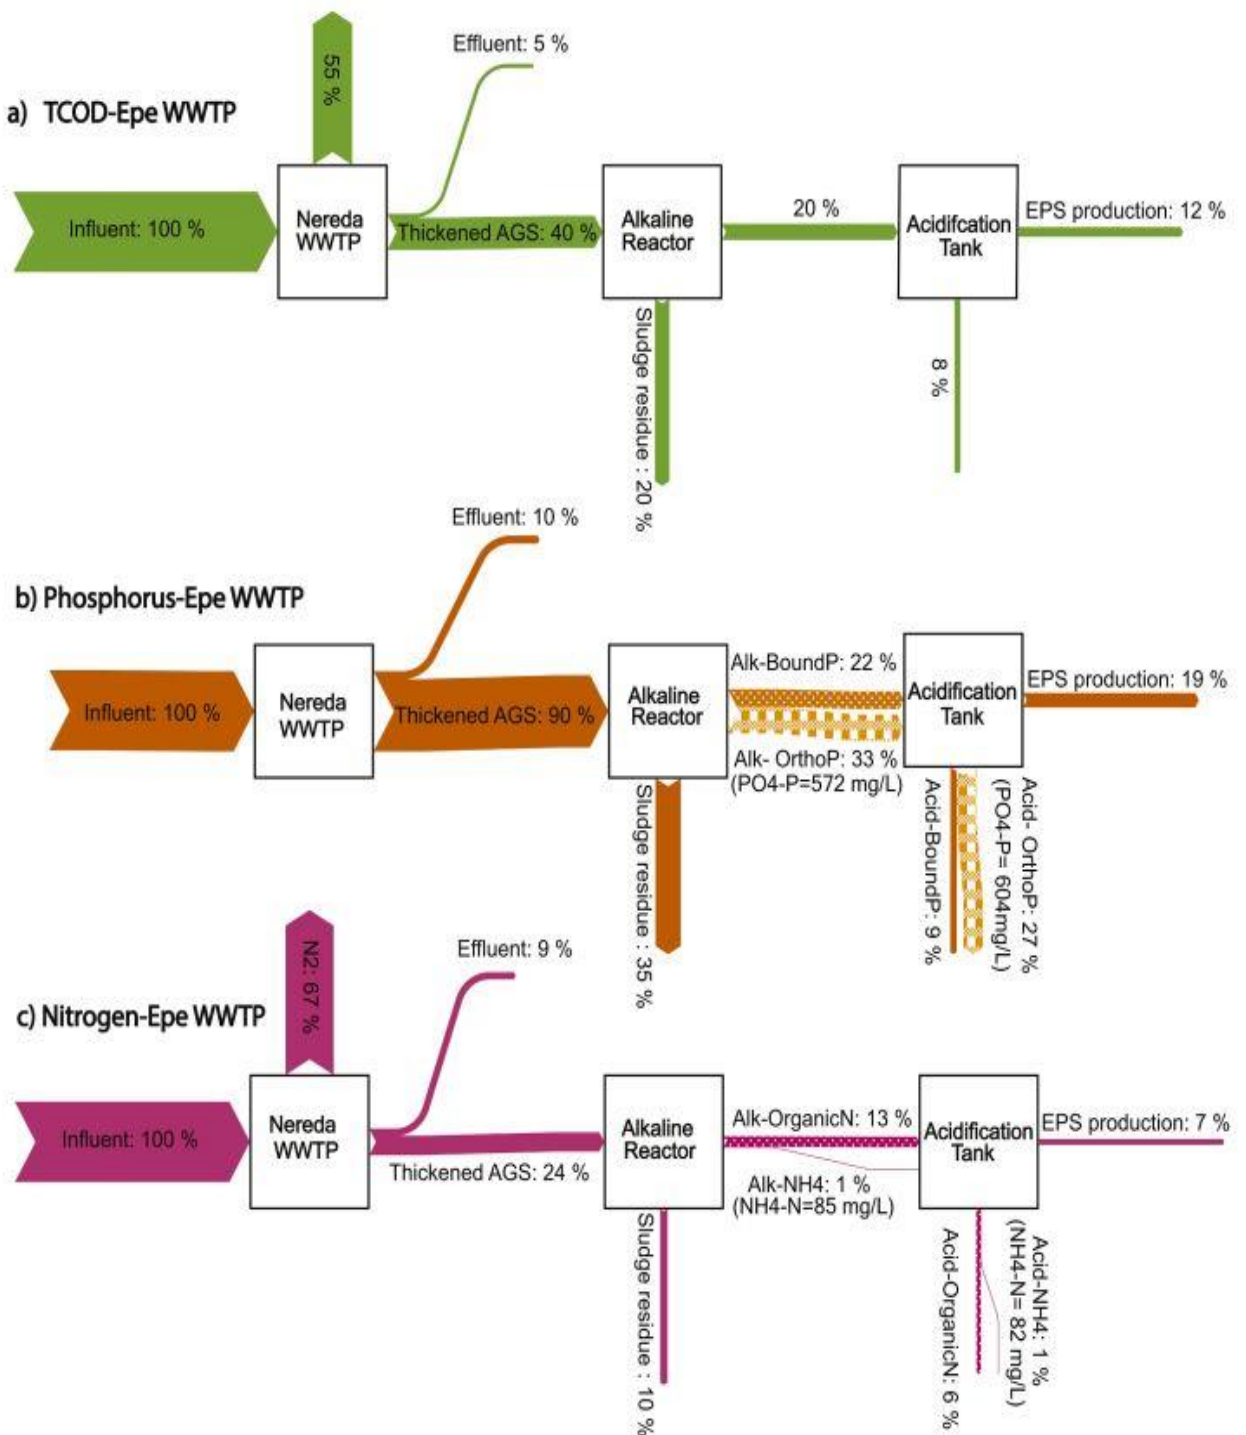 55 %
Effluent: 5 %
a) TCOD-Epe WWTP
Influent: 100 %
Nereda
WWTP
Thickened AGS: 40 %
Alkaline
Reactor
20 %
Acidifcation
Tank
EPS production: 12 %
Sludge residue : 20 %
8 %
Effluent: 10 %
b) Phosphorus-Epe WWTP
Influent: 100 %
Nereda
WWTP
Thickened AGS: 90 %
Alkaline
Reactor
Alk-BoundP: 22 %
Alk- OrthoP: 33 %
(PO4-P=572 mg/L)
Acidification
Tank
EPS production: 19 %
Sludge residue : 35 %
Acid-BoundP: 9 %
Acid- OrthoP: 27 %
(PO4-P= 604mg/L)
N2: 67 %
Effluent: 9 %
c) Nitrogen-Epe WWTP
Influent: 100 %
Nereda
WWTP
Thickened AGS: 24 %
Alkaline
Reactor
Alk-OrganicN: 13 %
Alk-NH4: 1 %
(NH4-N=85 mg/L)
Acidification
Tank
EPS production: 7 %
Sludge residue : 10 %
Acid-OrganicN: 6 %
Acid-NH4: 1 %
(NH4-N= 82 mg/L)